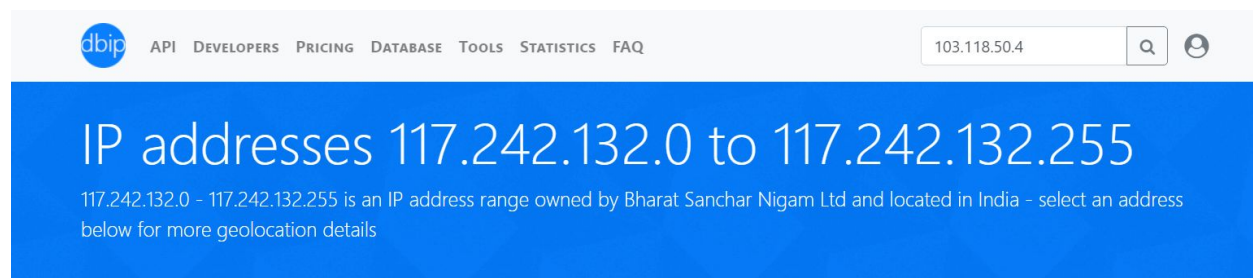 dbip API DEVELOPERS PRICING DATABASE TOOLS STATISTICS FAQ 103.118.50.4
IP addresses 117.242.132.0 to 117.242.132.255
117.242.132.0 - 117.242.132.255 is an IP address range owned by Bharat Sanchar Nigam Ltd and located in India - select an address
below for more geolocation details